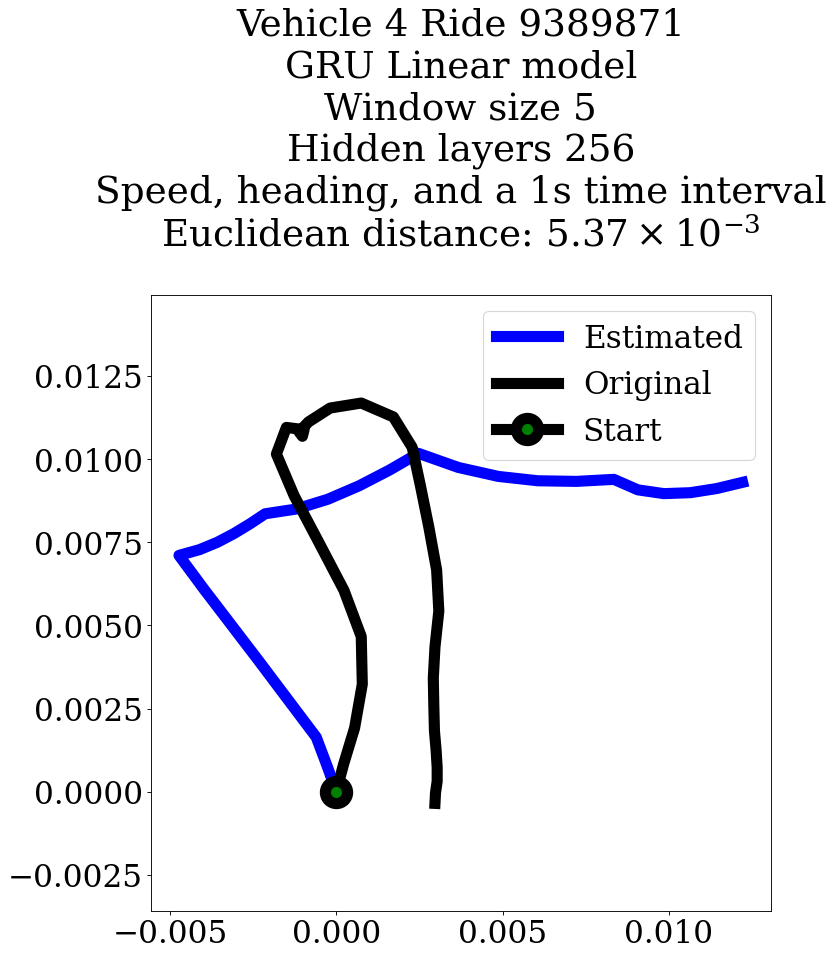 Vehicle 4 Ride 9389871
GRU Linear model
Window size 5
Hidden layers 256
Speed, heading, and a 1s time interval
Euclidean distance: 5.37 × 10⁻³
Estimated
Original
Start
0.0125
0.0100
0.0075
0.0050
0.0025
0.0000
−0.0025
−0.005 0.000 0.005 0.010